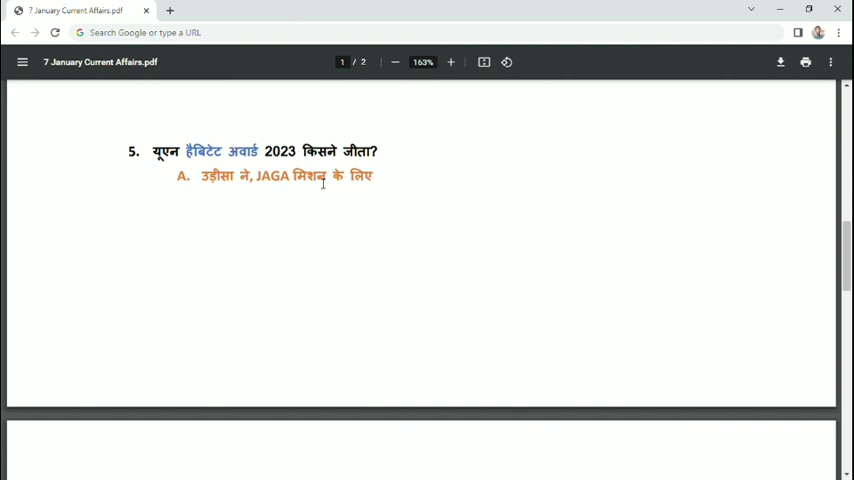 7 January Current Affairs.pdf
Search Google or type a URL
7 January Current Affairs.pdf
1 / 2
163%
5. यूएन हैबिटेट अवार्ड 2023 किसने जीता?
A. उड़ीसा ने, JAGA मिशन के लिए